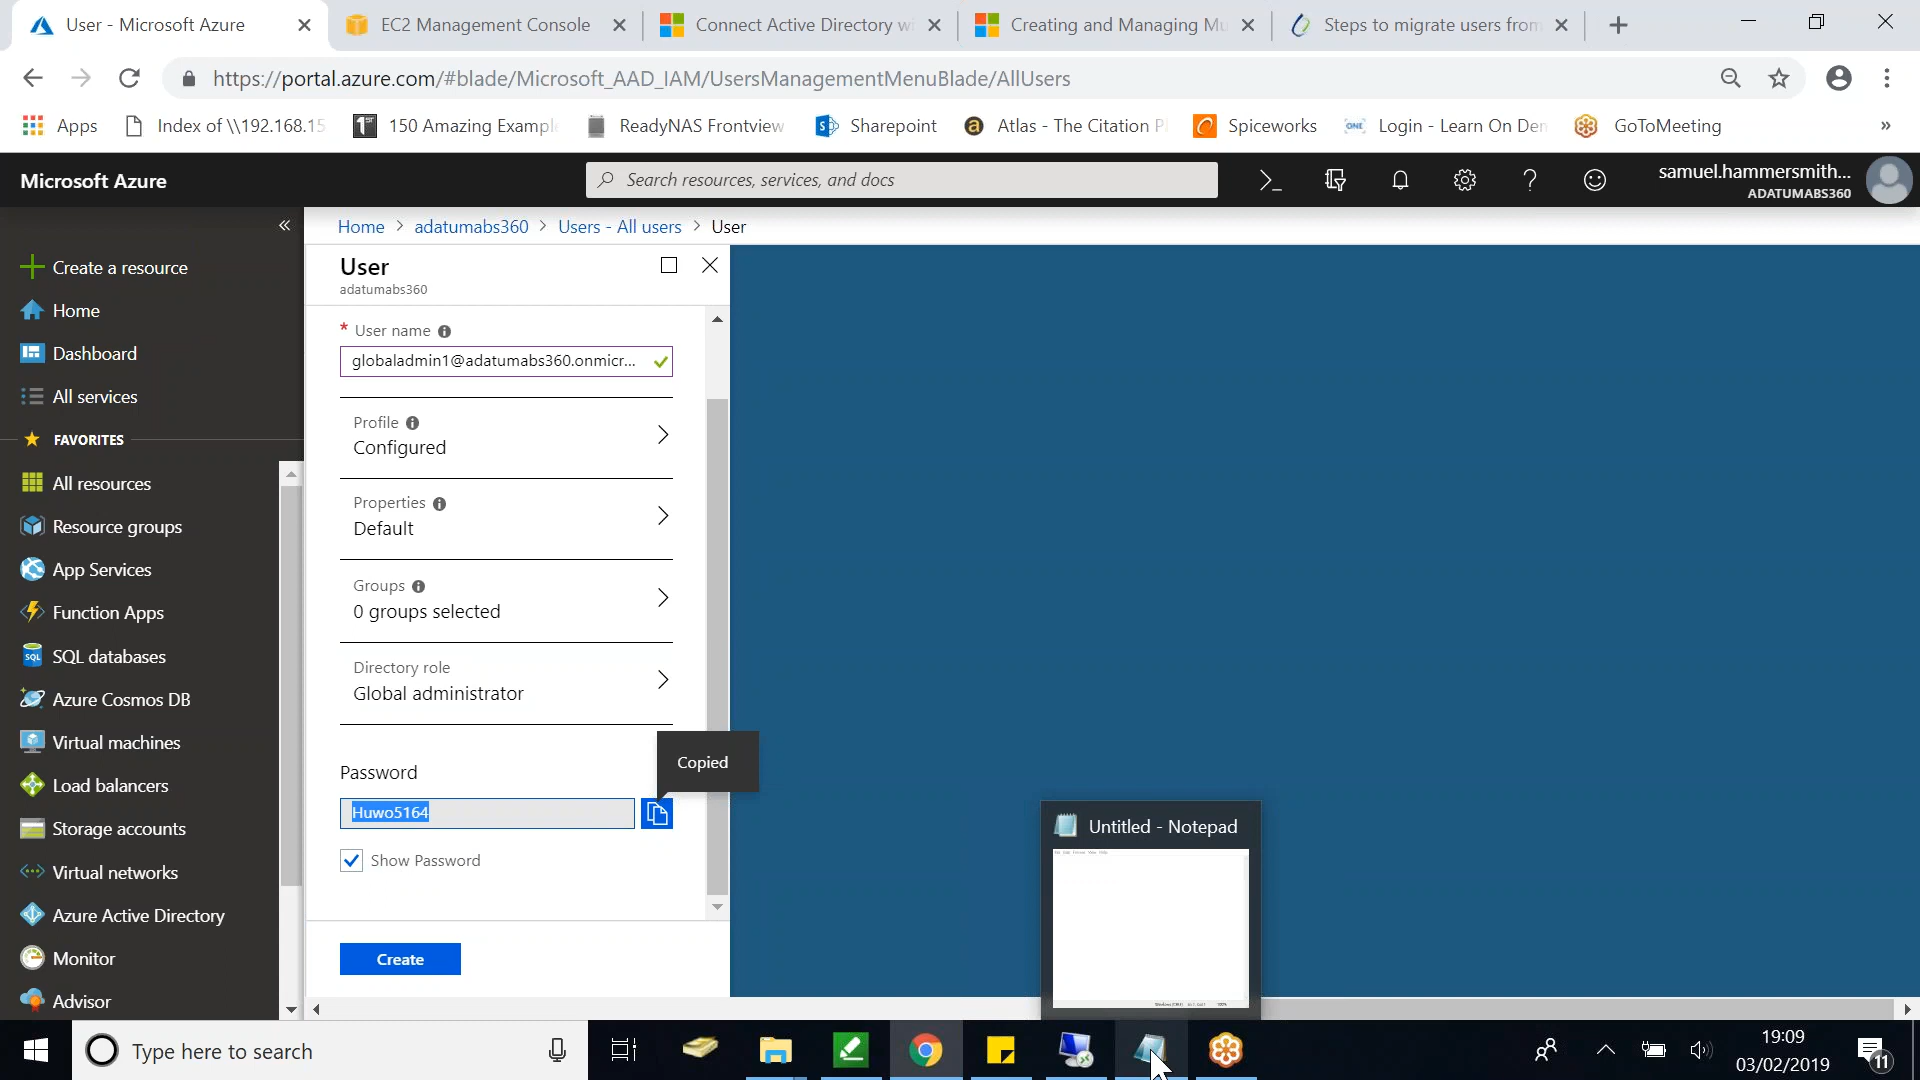 User - Microsoft Azure
EC2 Management Console
Connect Active Directory wi
Creating and Managing Mu
Steps to migrate users from
https://portal.azure.com/#blade/Microsoft_AAD_IAM/UsersManagementMenuBlade/AllUsers
Apps
Index of \\192.168.15
150 Amazing Exampl
ReadyNAS Frontview
Sharepoint
Atlas - The Citation Pl
Spiceworks
Login - Learn On Den
GoToMeeting
»
Microsoft Azure
Search resources, services, and docs
samuel.hammersmith...
ADATUMABS360
Home > adatumabs360 > Users - All users > User
Create a resource
Home
Dashboard
All services
FAVORITES
All resources
Resource groups
App Services
Function Apps
SQL databases
Azure Cosmos DB
Virtual machines
Load balancers
Storage accounts
Virtual networks
Azure Active Directory
Monitor
Advisor
User
adatumabs360
* User name
globaladmin1@adatumabs360.onmicr...
Profile
Configured
Properties
Default
Groups
0 groups selected
Directory role
Global administrator
Password
Copied
Huwo5164
Show Password
Create
Untitled - Notepad
Type here to search
19:09
03/02/2019
11